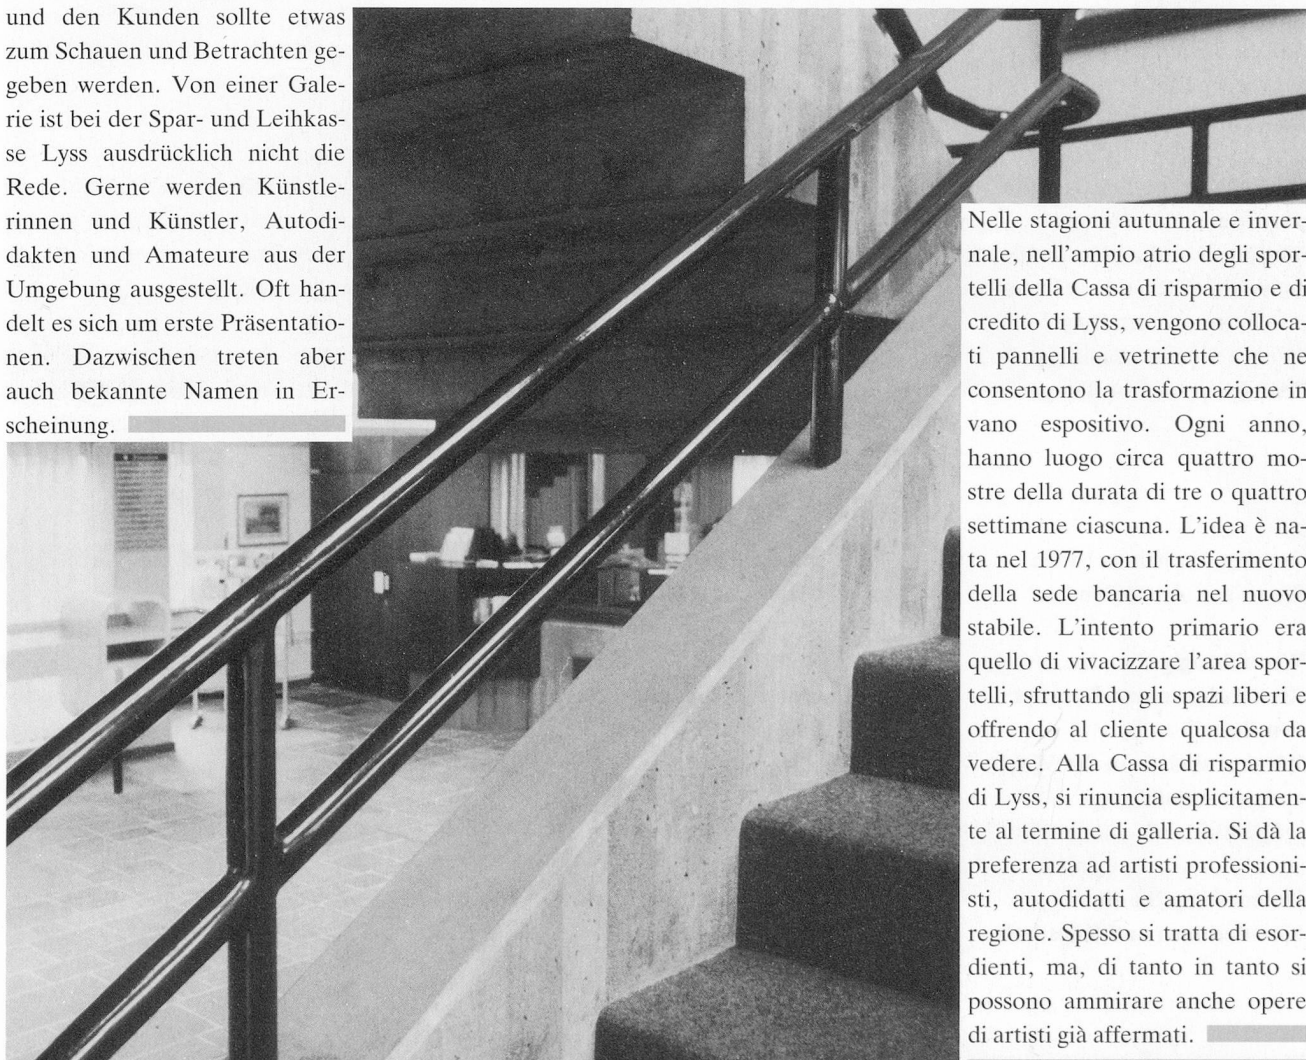 und den Kunden sollte etwas
zum Schauen und Betrachten ge-
geben werden. Von einer Gale-
rie ist bei der Spar- und Leihkas-
se Lyss ausdrücklich nicht die
Rede. Gerne werden Künstle-
rinnen und Künstler, Autodi-
dakten und Amateure aus der
Umgebung ausgestellt. Oft han-
delt es sich um erste Präsentatio-
nen. Dazwischen treten aber
auch bekannte Namen in Er-
scheinung.
Nelle stagioni autunnale e inver-
nale, nell'ampio atrio degli spor-
telli della Cassa di risparmio e di
credito di Lyss, vengono colloca-
ti pannelli e vetrinette che ne
consentono la trasformazione in
vano espositivo. Ogni anno,
hanno luogo circa quattro mo-
stre della durata di tre o quattro
settimane ciascuna. L'idea è na-
ta nel 1977, con il trasferimento
della sede bancaria nel nuovo
stabile. L'intento primario era
quello di vivacizzare l'area spor-
telli, sfruttando gli spazi liberi e
offrendo al cliente qualcosa da
vedere. Alla Cassa di risparmio
di Lyss, si rinuncia esplicitamen-
te al termine di galleria. Si dà la
preferenza ad artisti professioni-
sti, autodidatti e amatori della
regione. Spesso si tratta di esor-
dienti, ma, di tanto in tanto si
possono ammirare anche opere
di artisti già affermati.